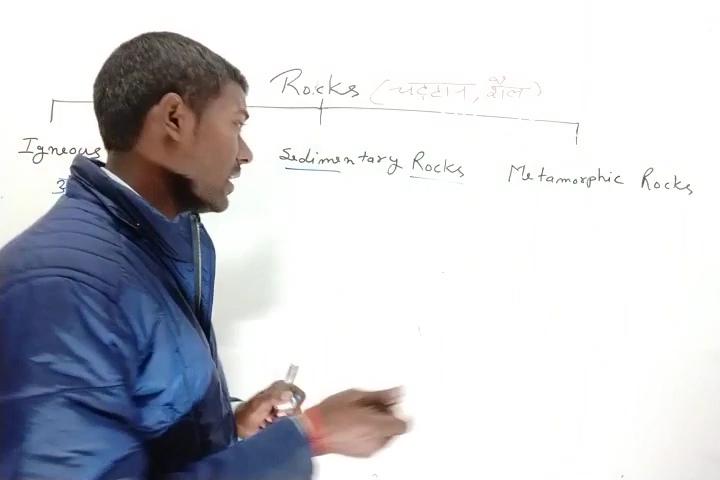 Rocks (चट्टान, शैल)
Igneous
Sedimentary Rocks
Metamorphic Rocks